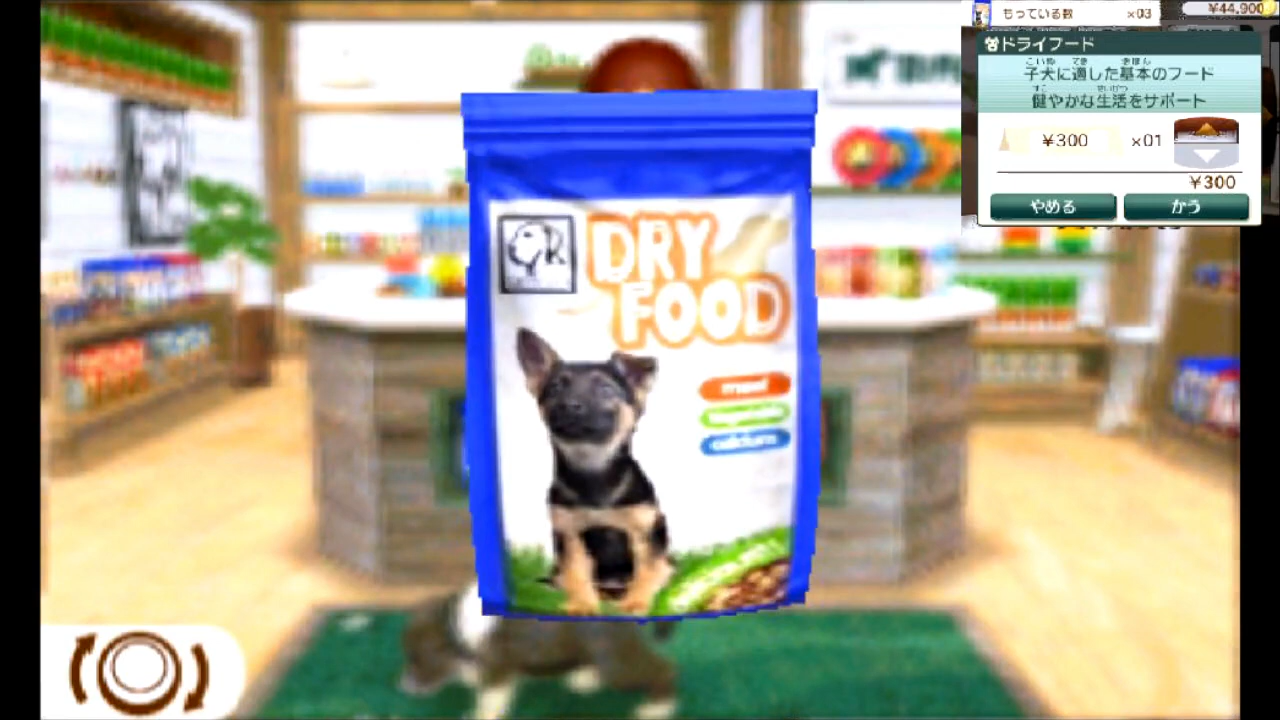 もっている数 ×03
¥44,900
ドライフード
子犬に適した基本のフード
健やかな生活をサポート
¥300 ×01
¥300
やめる かう
R
DRY
FOOD
calcium